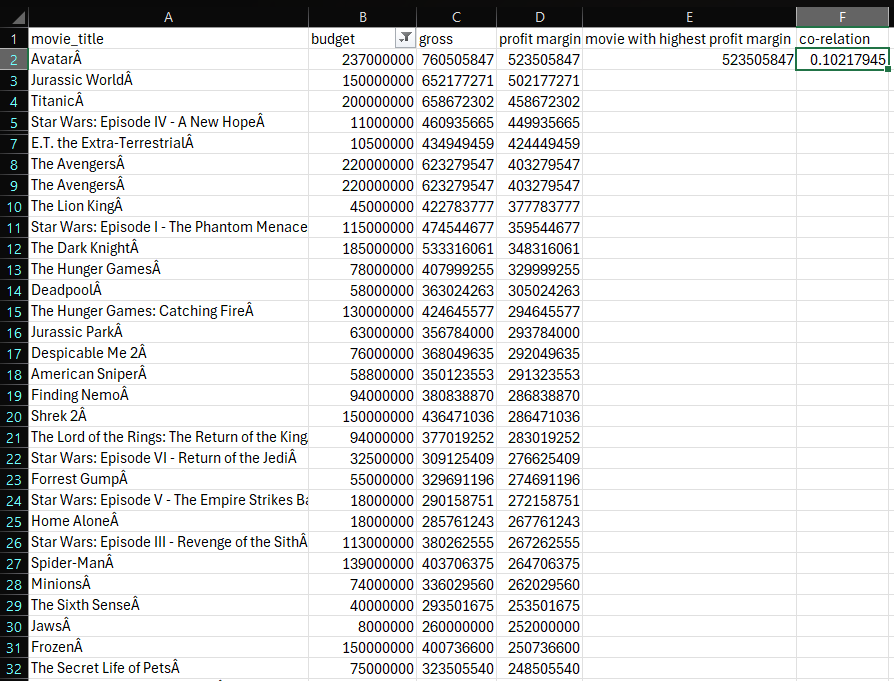 A B C D E F
1 movie_title budget gross profit margin movie with highest profit margin co-relation
2 AvatarÂ 237000000 760505847 523505847 523505847 0.10217945
3 Jurassic WorldÂ 150000000 652177271 502177271
4 TitanicÂ 200000000 658672302 458672302
5 Star Wars: Episode IV - A New HopeÂ 11000000 460935665 449935665
7 E.T. the Extra-TerrestrialÂ 10500000 434949459 424449459
8 The AvengersÂ 220000000 623279547 403279547
9 The AvengersÂ 220000000 623279547 403279547
10 The Lion KingÂ 45000000 422783777 377783777
11 Star Wars: Episode I - The Phantom Menace 115000000 474544677 359544677
12 The Dark KnightÂ 185000000 533316061 348316061
13 The Hunger GamesÂ 78000000 407999255 329999255
14 DeadpoolÂ 58000000 363024263 305024263
15 The Hunger Games: Catching FireÂ 130000000 424645577 294645577
16 Jurassic ParkÂ 63000000 356784000 293784000
17 Despicable Me 2Â 76000000 368049635 292049635
18 American SniperÂ 58800000 350123553 291323553
19 Finding NemoÂ 94000000 380838870 286838870
20 Shrek 2Â 150000000 436471036 286471036
21 The Lord of the Rings: The Return of the King 94000000 377019252 283019252
22 Star Wars: Episode VI - Return of the JediÂ 32500000 309125409 276625409
23 Forrest GumpÂ 55000000 329691196 274691196
24 Star Wars: Episode V - The Empire Strikes Ba 18000000 290158751 272158751
25 Home AloneÂ 18000000 285761243 267761243
26 Star Wars: Episode III - Revenge of the SithÂ 113000000 380262555 267262555
27 Spider-ManÂ 139000000 403706375 264706375
28 MinionsÂ 74000000 336029560 262029560
29 The Sixth SenseÂ 40000000 293501675 253501675
30 JawsÂ 8000000 260000000 252000000
31 FrozenÂ 150000000 400736600 250736600
32 The Secret Life of PetsÂ 75000000 323505540 248505540